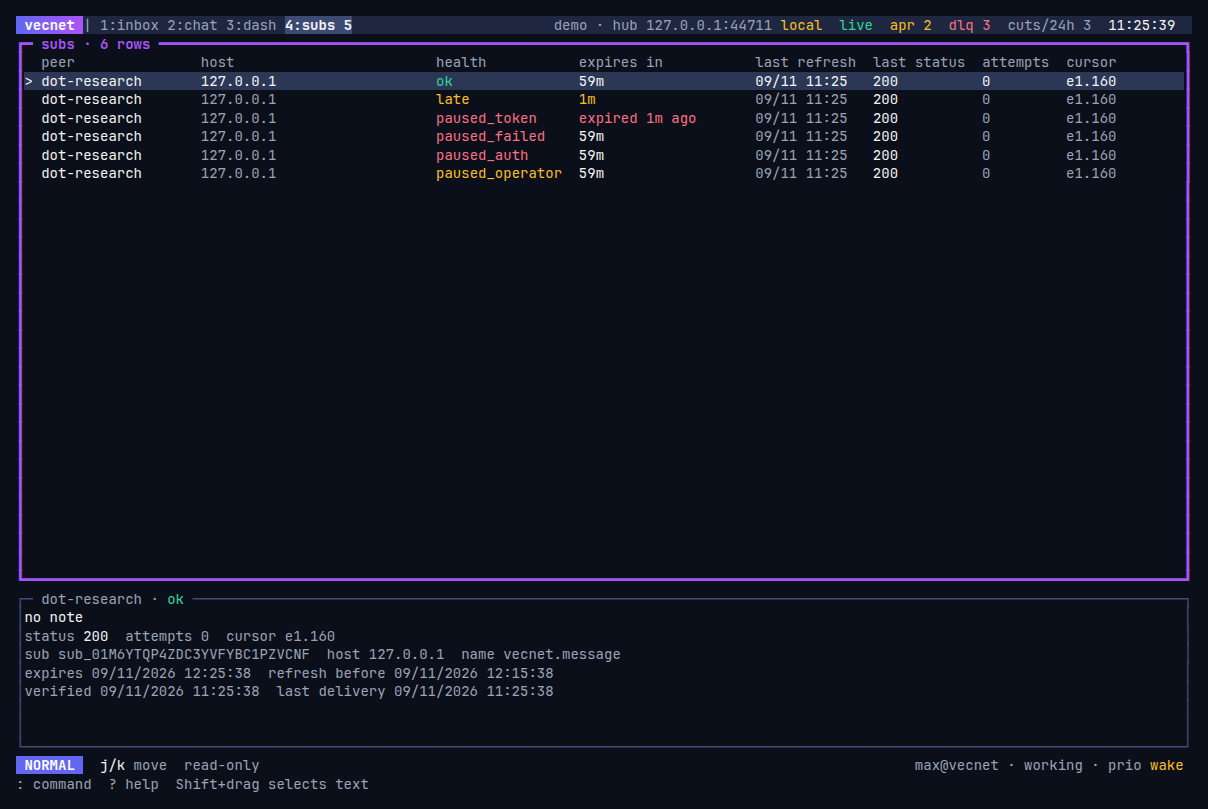 vecnet | 1:inbox 2:chat 3:dash 4:subs 5 demo · hub 127.0.0.1:44711 local live apr 2 dlq 3 cuts/24h 3 11:25:39
subs · 6 rows
peer host health expires in last refresh last status attempts cursor
> dot-research 127.0.0.1 ok 59m 09/11 11:25 200 0 e1.160
dot-research 127.0.0.1 late 1m 09/11 11:25 200 0 e1.160
dot-research 127.0.0.1 paused_token expired 1m ago 09/11 11:25 200 0 e1.160
dot-research 127.0.0.1 paused_failed 59m 09/11 11:25 200 0 e1.160
dot-research 127.0.0.1 paused_auth 59m 09/11 11:25 200 0 e1.160
dot-research 127.0.0.1 paused_operator 59m 09/11 11:25 200 0 e1.160
dot-research · ok
no note
status 200 attempts 0 cursor e1.160
sub sub_01M6YTQP4ZDC3YVFYBC1PZVCNF host 127.0.0.1 name vecnet.message
expires 09/11/2026 12:25:38 refresh before 09/11/2026 12:15:38
verified 09/11/2026 11:25:38 last delivery 09/11/2026 11:25:38
NORMAL j/k move read-only max@vecnet · working · prio wake
: command ? help Shift+drag selects text